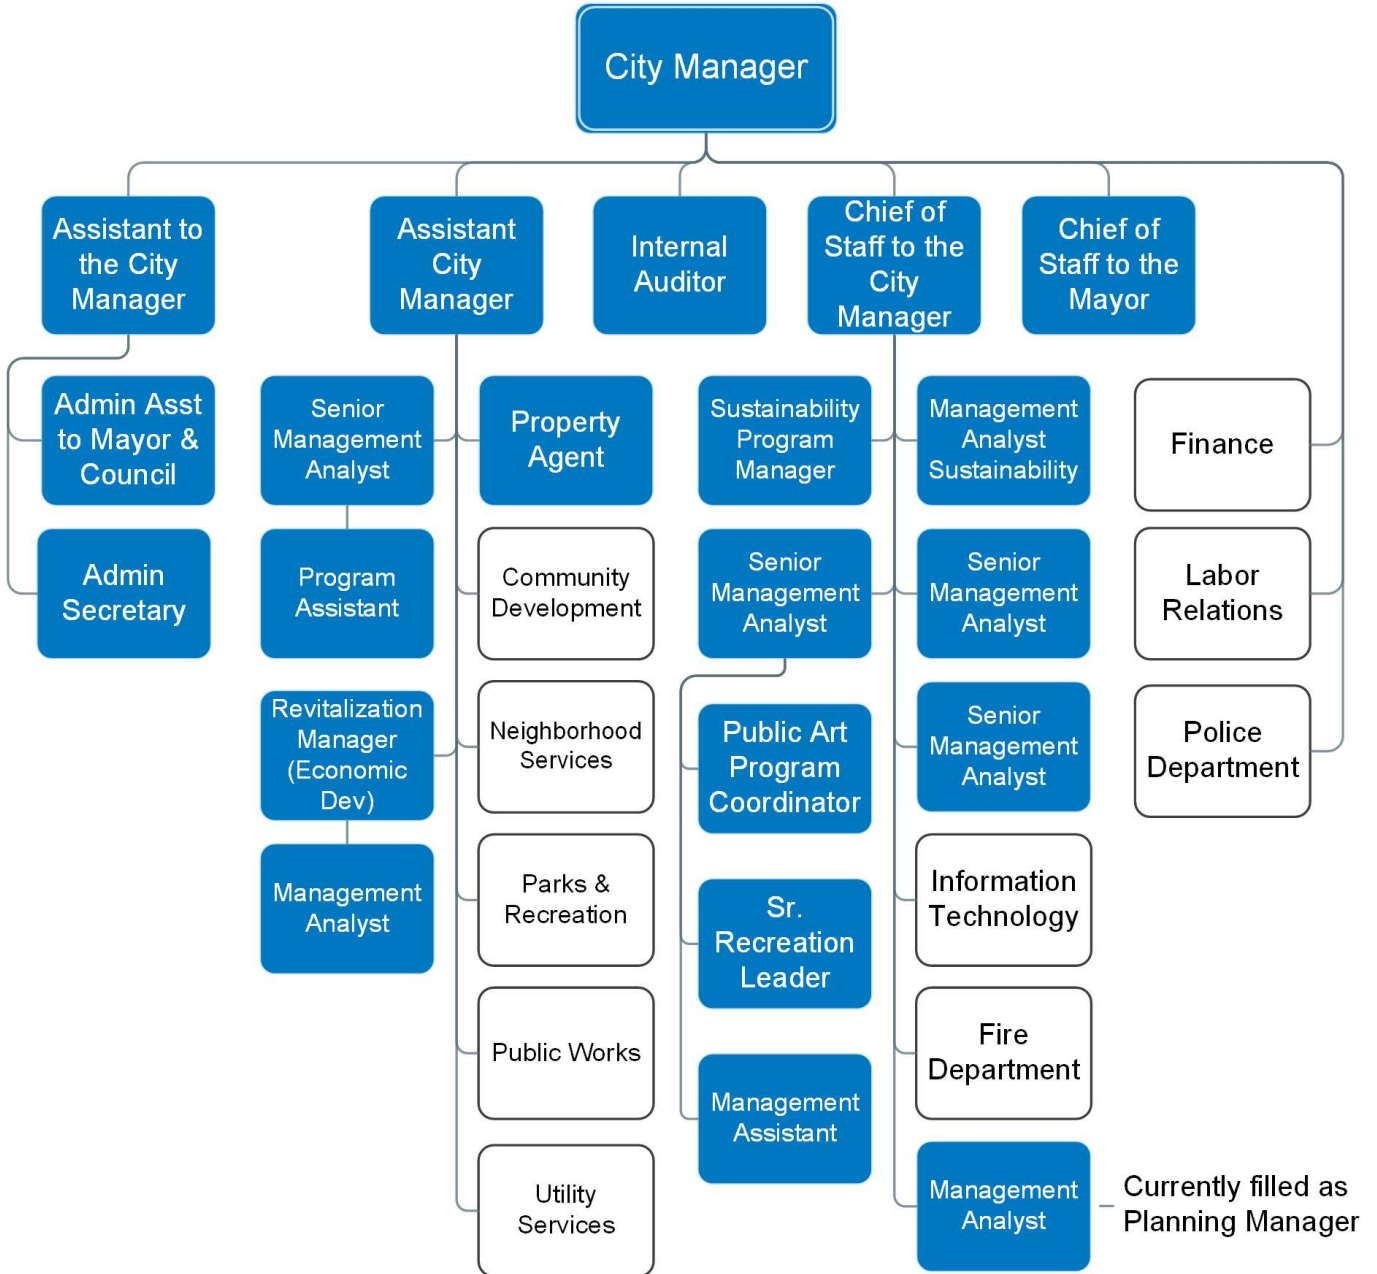 City Manager
Assistant to
the City
Manager
Assistant
City
Manager
Internal
Auditor
Chief of
Staff to the
City
Manager
Chief of
Staff to the
Mayor
Admin Asst
to Mayor &
Council
Senior
Management
Analyst
Property
Agent
Sustainability
Program
Manager
Management
Analyst
Sustainability
Finance
Admin
Secretary
Program
Assistant
Community
Development
Senior
Management
Analyst
Senior
Management
Analyst
Labor
Relations
Revitalization
Manager
(Economic
Dev)
Neighborhood
Services
Public Art
Program
Coordinator
Senior
Management
Analyst
Police
Department
Management
Analyst
Parks &
Recreation
Sr.
Recreation
Leader
Information
Technology
Public Works
Management
Assistant
Fire
Department
Utility
Services
Management
Analyst
Currently filled as
Planning Manager